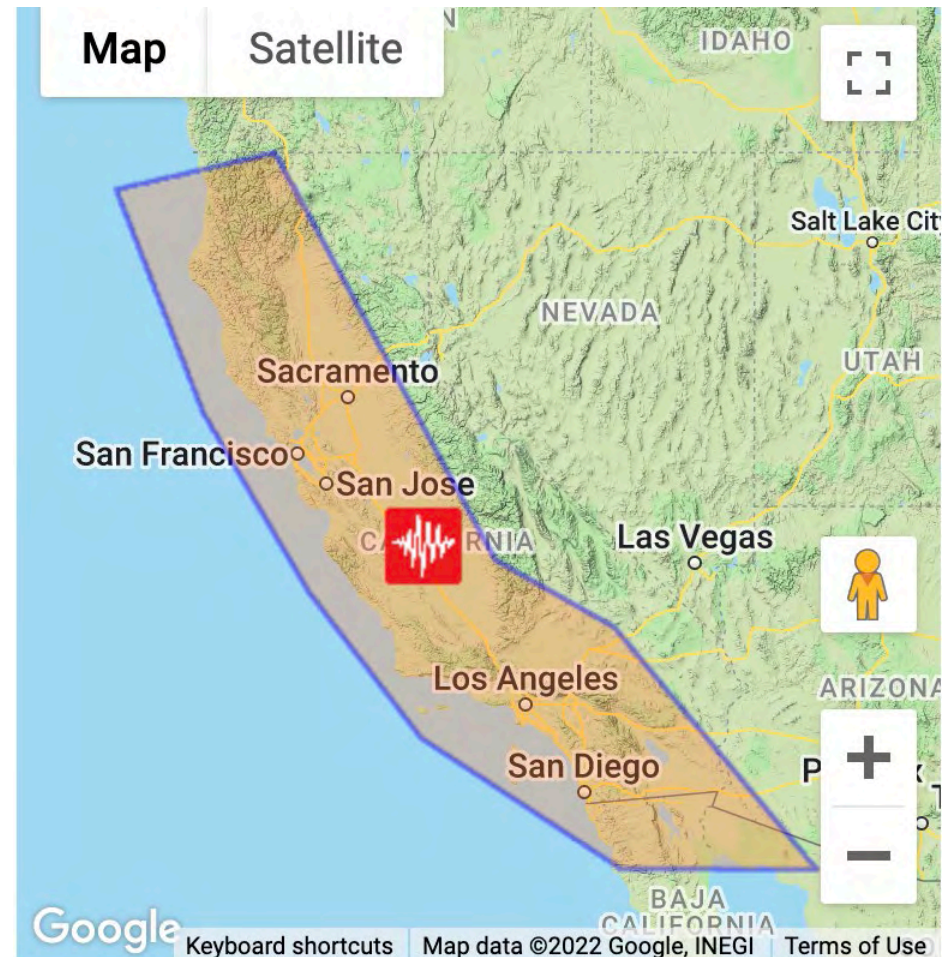 Map Satellite
IDAHO
Salt Lake City
NEVADA
UTAH
Sacramento
San Francisco
San Jose
Las Vegas
Los Angeles
ARIZONA
San Diego
BAJA
CALIFORNIA
Google
Keyboard shortcuts Map data ©2022 Google, INEGI Terms of Use